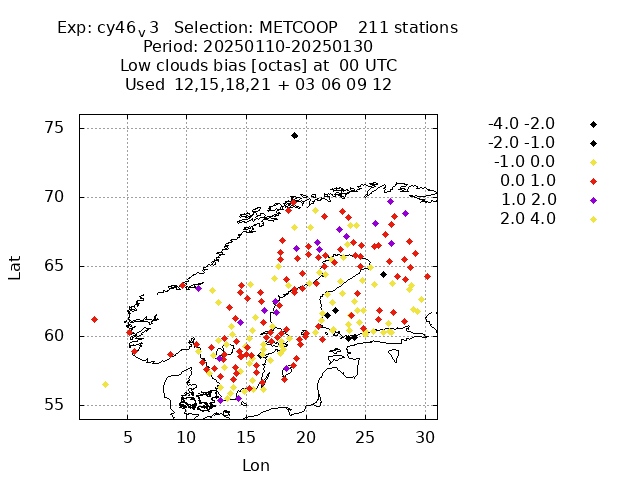 Exp: cy46v3 Selection: METCOOP 211 stations
Period: 20250110-20250130
Low clouds bias [octas] at 00 UTC
Used 12,15,18,21 + 03 06 09 12
-4.0 -2.0
-2.0 -1.0
-1.0 0.0
0.0 1.0
1.0 2.0
2.0 4.0
75
70
65
60
55
Lat
5 10 15 20 25 30
Lon